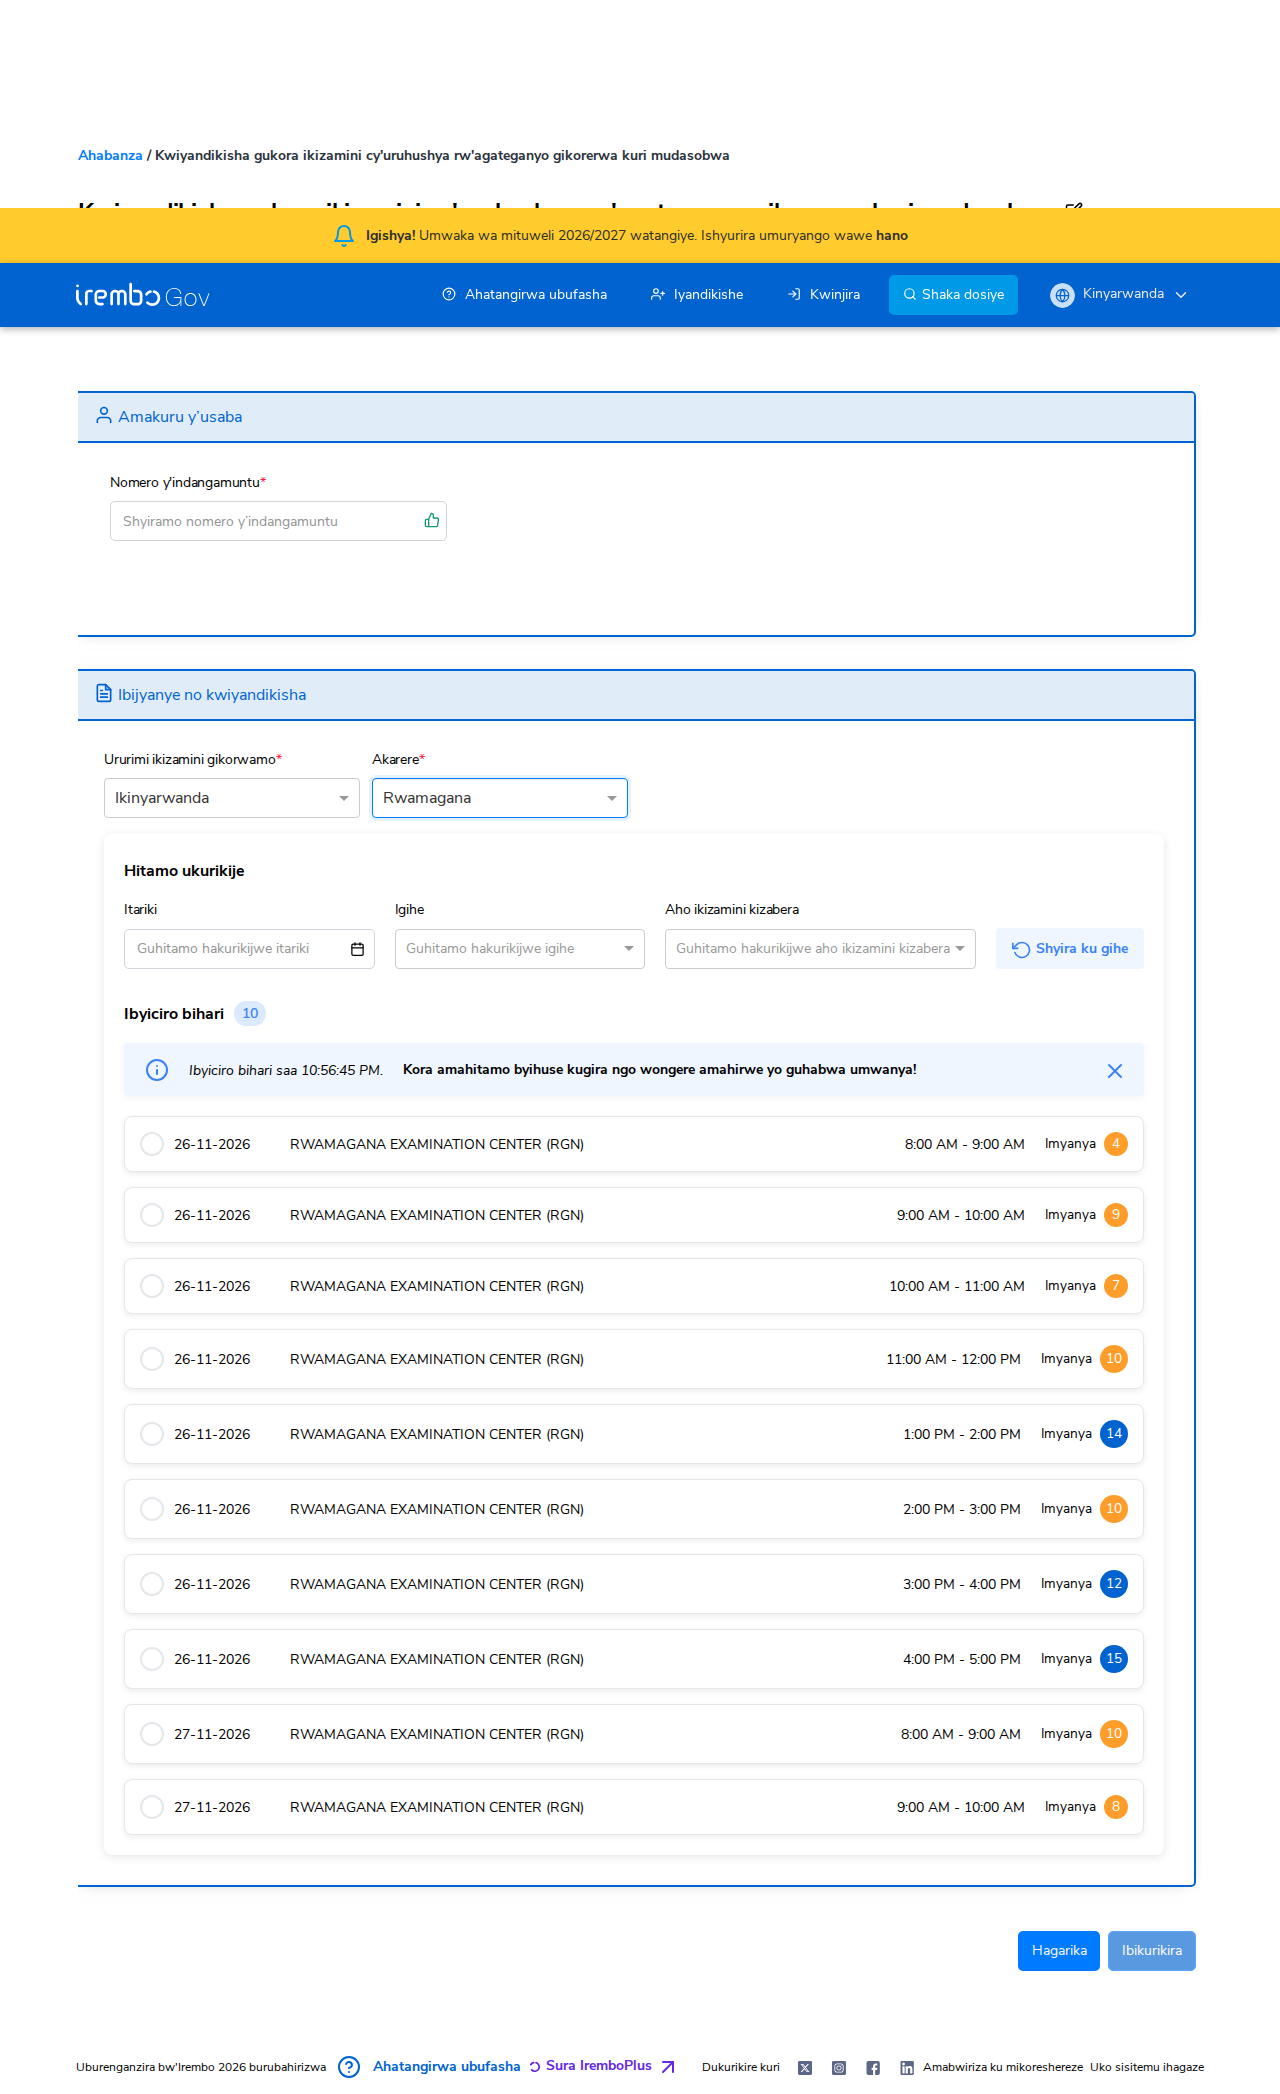 Ahabanza / Kwiyandikisha gukora ikizamini cy'uruhushya rw'agateganyo gikorerwa kuri mudasobwa
Igishya! Umwaka wa mituweli 2026/2027 watangiye. Ishyurira umuryango wawe hano
irembo Gov
Ahatangirwa ubufasha
Iyandikishe
Kwinjira
Shaka dosiye
Kinyarwanda
Amakuru y’usaba
Nomero y'indangamuntu*
Shyiramo nomero y’indangamuntu
Ibijyanye no kwiyandikisha
Ururimi ikizamini gikorwamo* Akarere*
Ikinyarwanda Rwamagana
Hitamo ukurikije
Itariki Igihe Aho ikizamini kizabera
Guhitamo hakurikijwe itariki Guhitamo hakurikijwe igihe Guhitamo hakurikijwe aho ikizamini kizabera Shyira ku gihe
Ibyiciro bihari 10
Ibyiciro bihari saa 10:56:45 PM. Kora amahitamo byihuse kugira ngo wongere amahirwe yo guhabwa umwanya!
26-11-2026 RWAMAGANA EXAMINATION CENTER (RGN) 8:00 AM - 9:00 AM Imyanya 4
26-11-2026 RWAMAGANA EXAMINATION CENTER (RGN) 9:00 AM - 10:00 AM Imyanya 9
26-11-2026 RWAMAGANA EXAMINATION CENTER (RGN) 10:00 AM - 11:00 AM Imyanya 7
26-11-2026 RWAMAGANA EXAMINATION CENTER (RGN) 11:00 AM - 12:00 PM Imyanya 10
26-11-2026 RWAMAGANA EXAMINATION CENTER (RGN) 1:00 PM - 2:00 PM Imyanya 14
26-11-2026 RWAMAGANA EXAMINATION CENTER (RGN) 2:00 PM - 3:00 PM Imyanya 10
26-11-2026 RWAMAGANA EXAMINATION CENTER (RGN) 3:00 PM - 4:00 PM Imyanya 12
26-11-2026 RWAMAGANA EXAMINATION CENTER (RGN) 4:00 PM - 5:00 PM Imyanya 15
27-11-2026 RWAMAGANA EXAMINATION CENTER (RGN) 8:00 AM - 9:00 AM Imyanya 10
27-11-2026 RWAMAGANA EXAMINATION CENTER (RGN) 9:00 AM - 10:00 AM Imyanya 8
Hagarika Ibikurikira
Uburenganzira bw'Irembo 2026 burubahirizwa Ahatangirwa ubufasha Sura IremboPlus Dukurikire kuri Amabwiriza ku mikoreshereze Uko sisitemu ihagaze